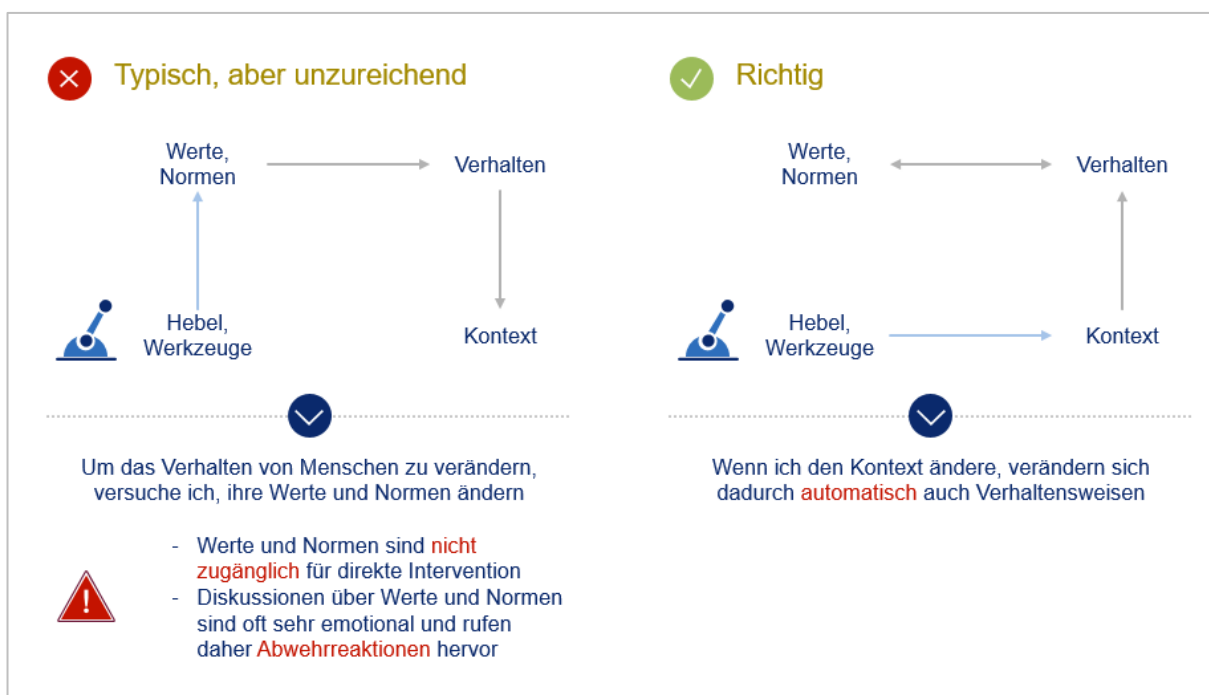 Typisch, aber unzureichend
Werte,
Normen
Verhalten
Hebel,
Werkzeuge
Kontext
Um das Verhalten von Menschen zu verändern,
versuche ich, ihre Werte und Normen ändern
- Werte und Normen sind nicht
zugänglich für direkte Intervention
- Diskussionen über Werte und Normen
sind oft sehr emotional und rufen
daher Abwehrreaktionen hervor
Richtig
Werte,
Normen
Verhalten
Hebel,
Werkzeuge
Kontext
Wenn ich den Kontext ändere, verändern sich
dadurch automatisch auch Verhaltensweisen